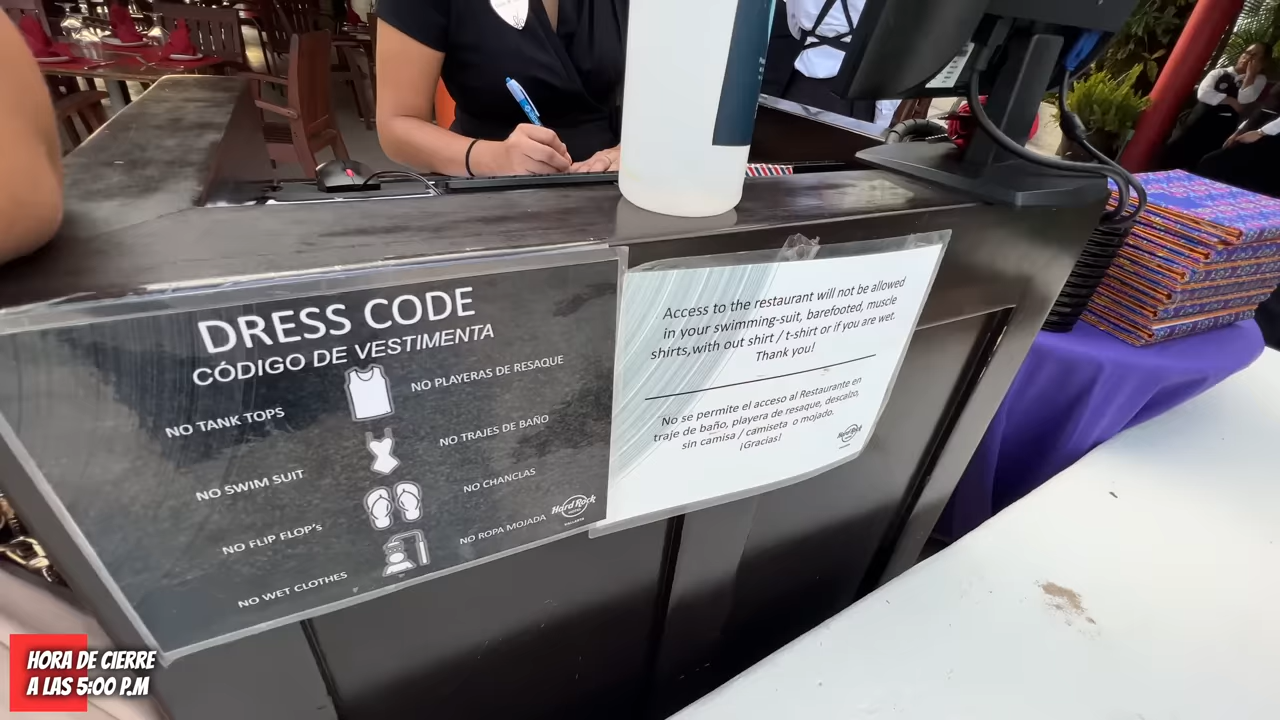 DRESS CODE
CÓDIGO DE VESTIMENTA
NO TANK TOPS
NO PLAYERAS DE RESAQUE
NO SWIM SUIT
NO TRAJES DE BAÑO
NO FLIP FLOP's
NO CHANCLAS
NO WET CLOTHES
NO ROPA MOJADA
Hard Rock
HOTEL
VALLARTA
Access to the restaurant will not be allowed
in your swimming-suit, barefooted, muscle
shirts,with out shirt / t-shirt or if you are wet.
Thank you!
No se permite el acceso al Restaurante en
traje de baño, playera de resaque, descalzo,
sin camisa / camiseta o mojado.
¡Gracias!
Hard Rock
HORA DE CIERRE
A LAS 5:00 P.M